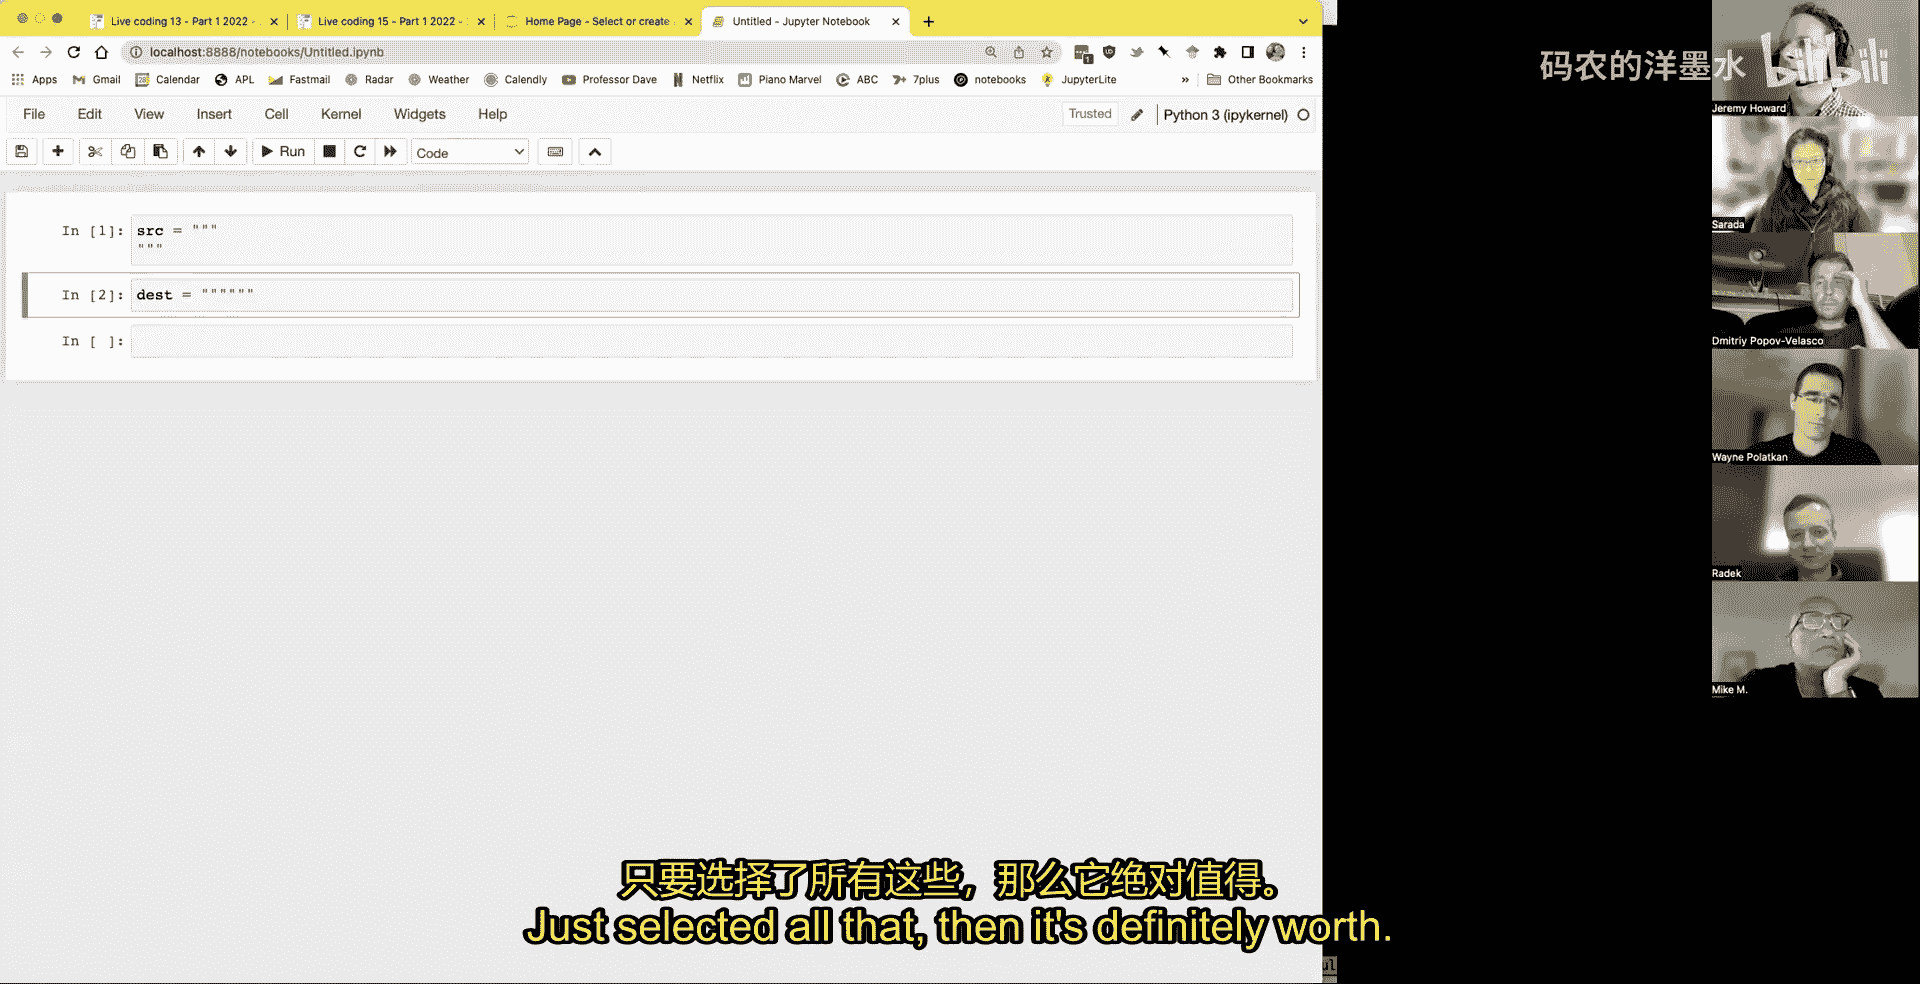 Live coding 13 - Part 1 2022 -
Live coding 15 - Part 1 2022 -
Home Page - Select or create
Untitled - Jupyter Notebook
localhost:8888/notebooks/Untitled.ipynb
Apps Gmail Calendar APL Fastmail Radar Weather Calendly Professor Dave Netflix Piano Marvel ABC 7plus notebooks JupyterLite » Other Bookmarks
File Edit View Insert Cell Kernel Widgets Help Trusted Python 3 (ipykernel)
Run Code
In [1]: src = """
"""
In [2]: dest = """"""
In [ ]:
码农的洋墨水 bilibili
Jeremy Howard
Sarada
Dmitriy Popov-Velasco
Wayne Polatkan
Radek
Mike M.
只要选择了所有这些，那么它绝对值得。
Just selected all that, then it's definitely worth.